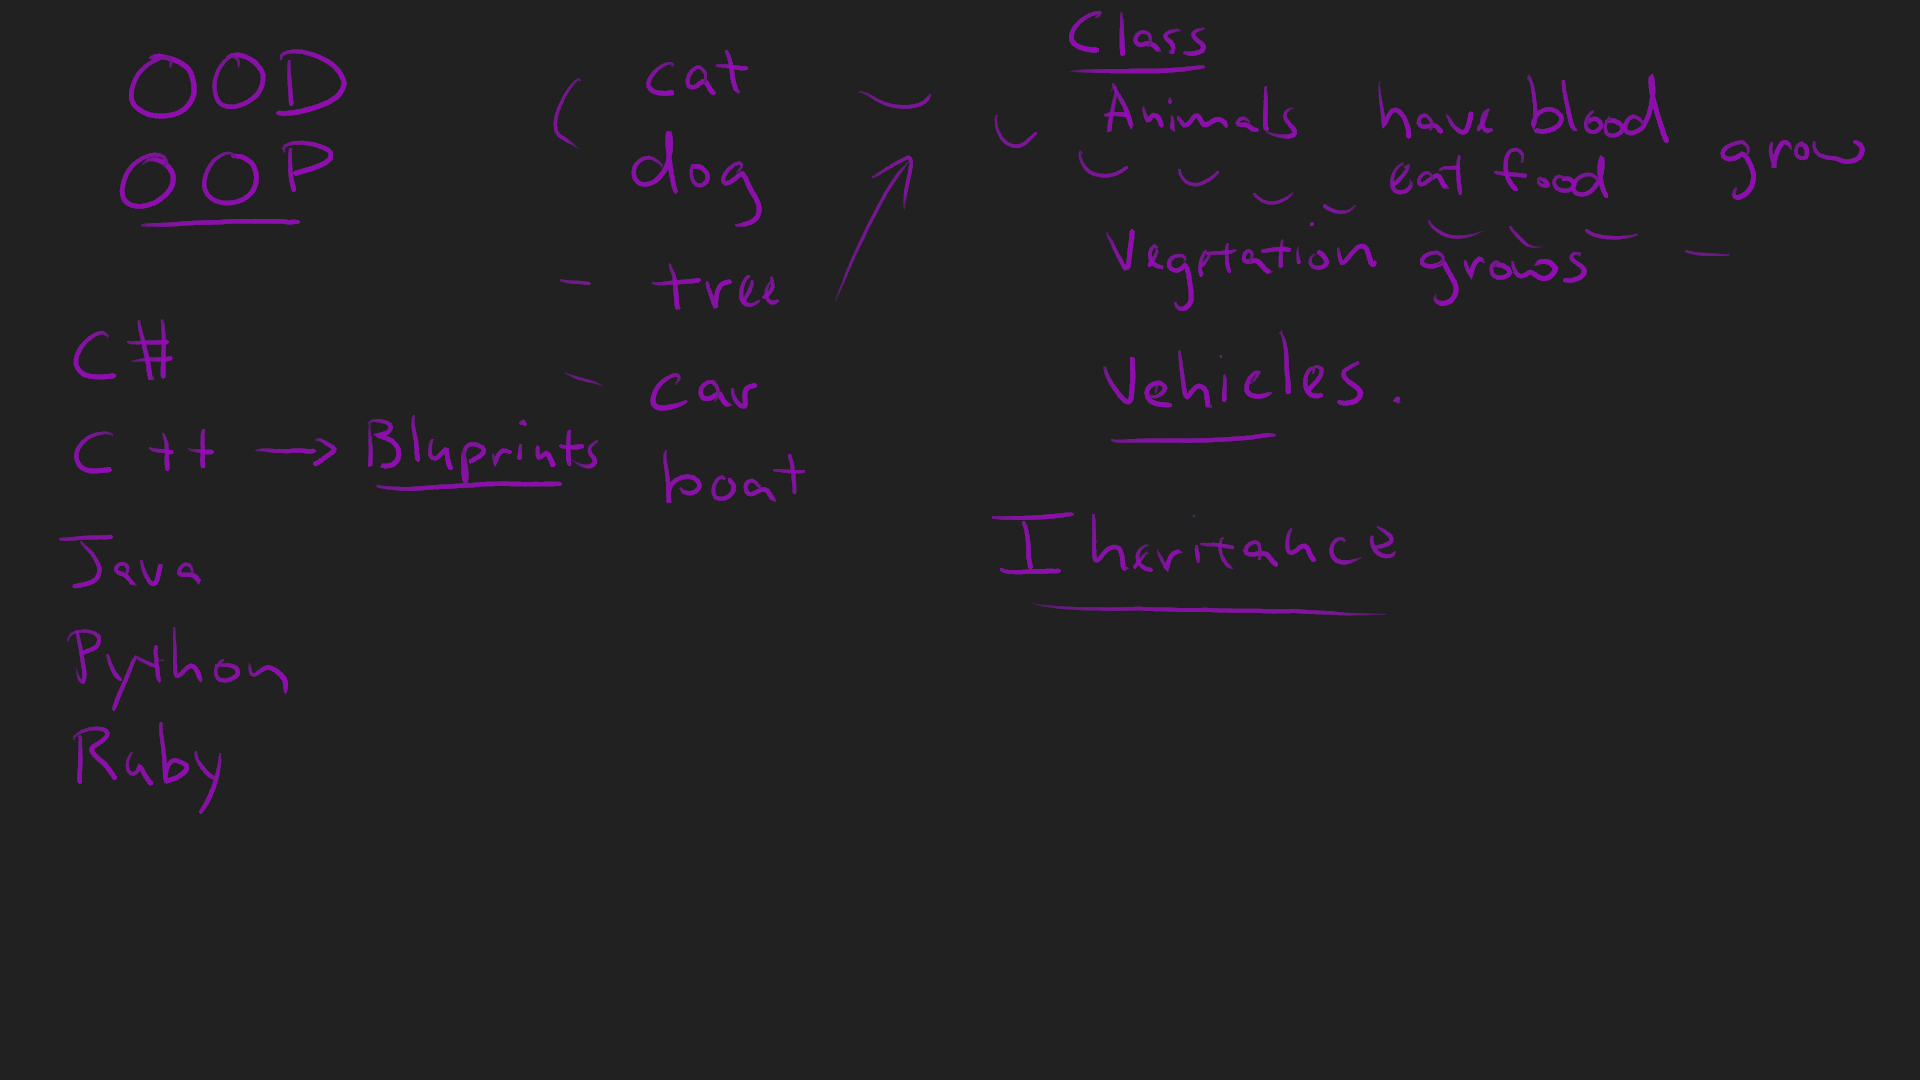 OOD
OOP
C#
C++ → Bluprints
Java
Python
Ruby
cat
dog
tree
car
boat
Class
Animals have blood
eat food grow
Vegetation grows
Vehicles.
Iheritance